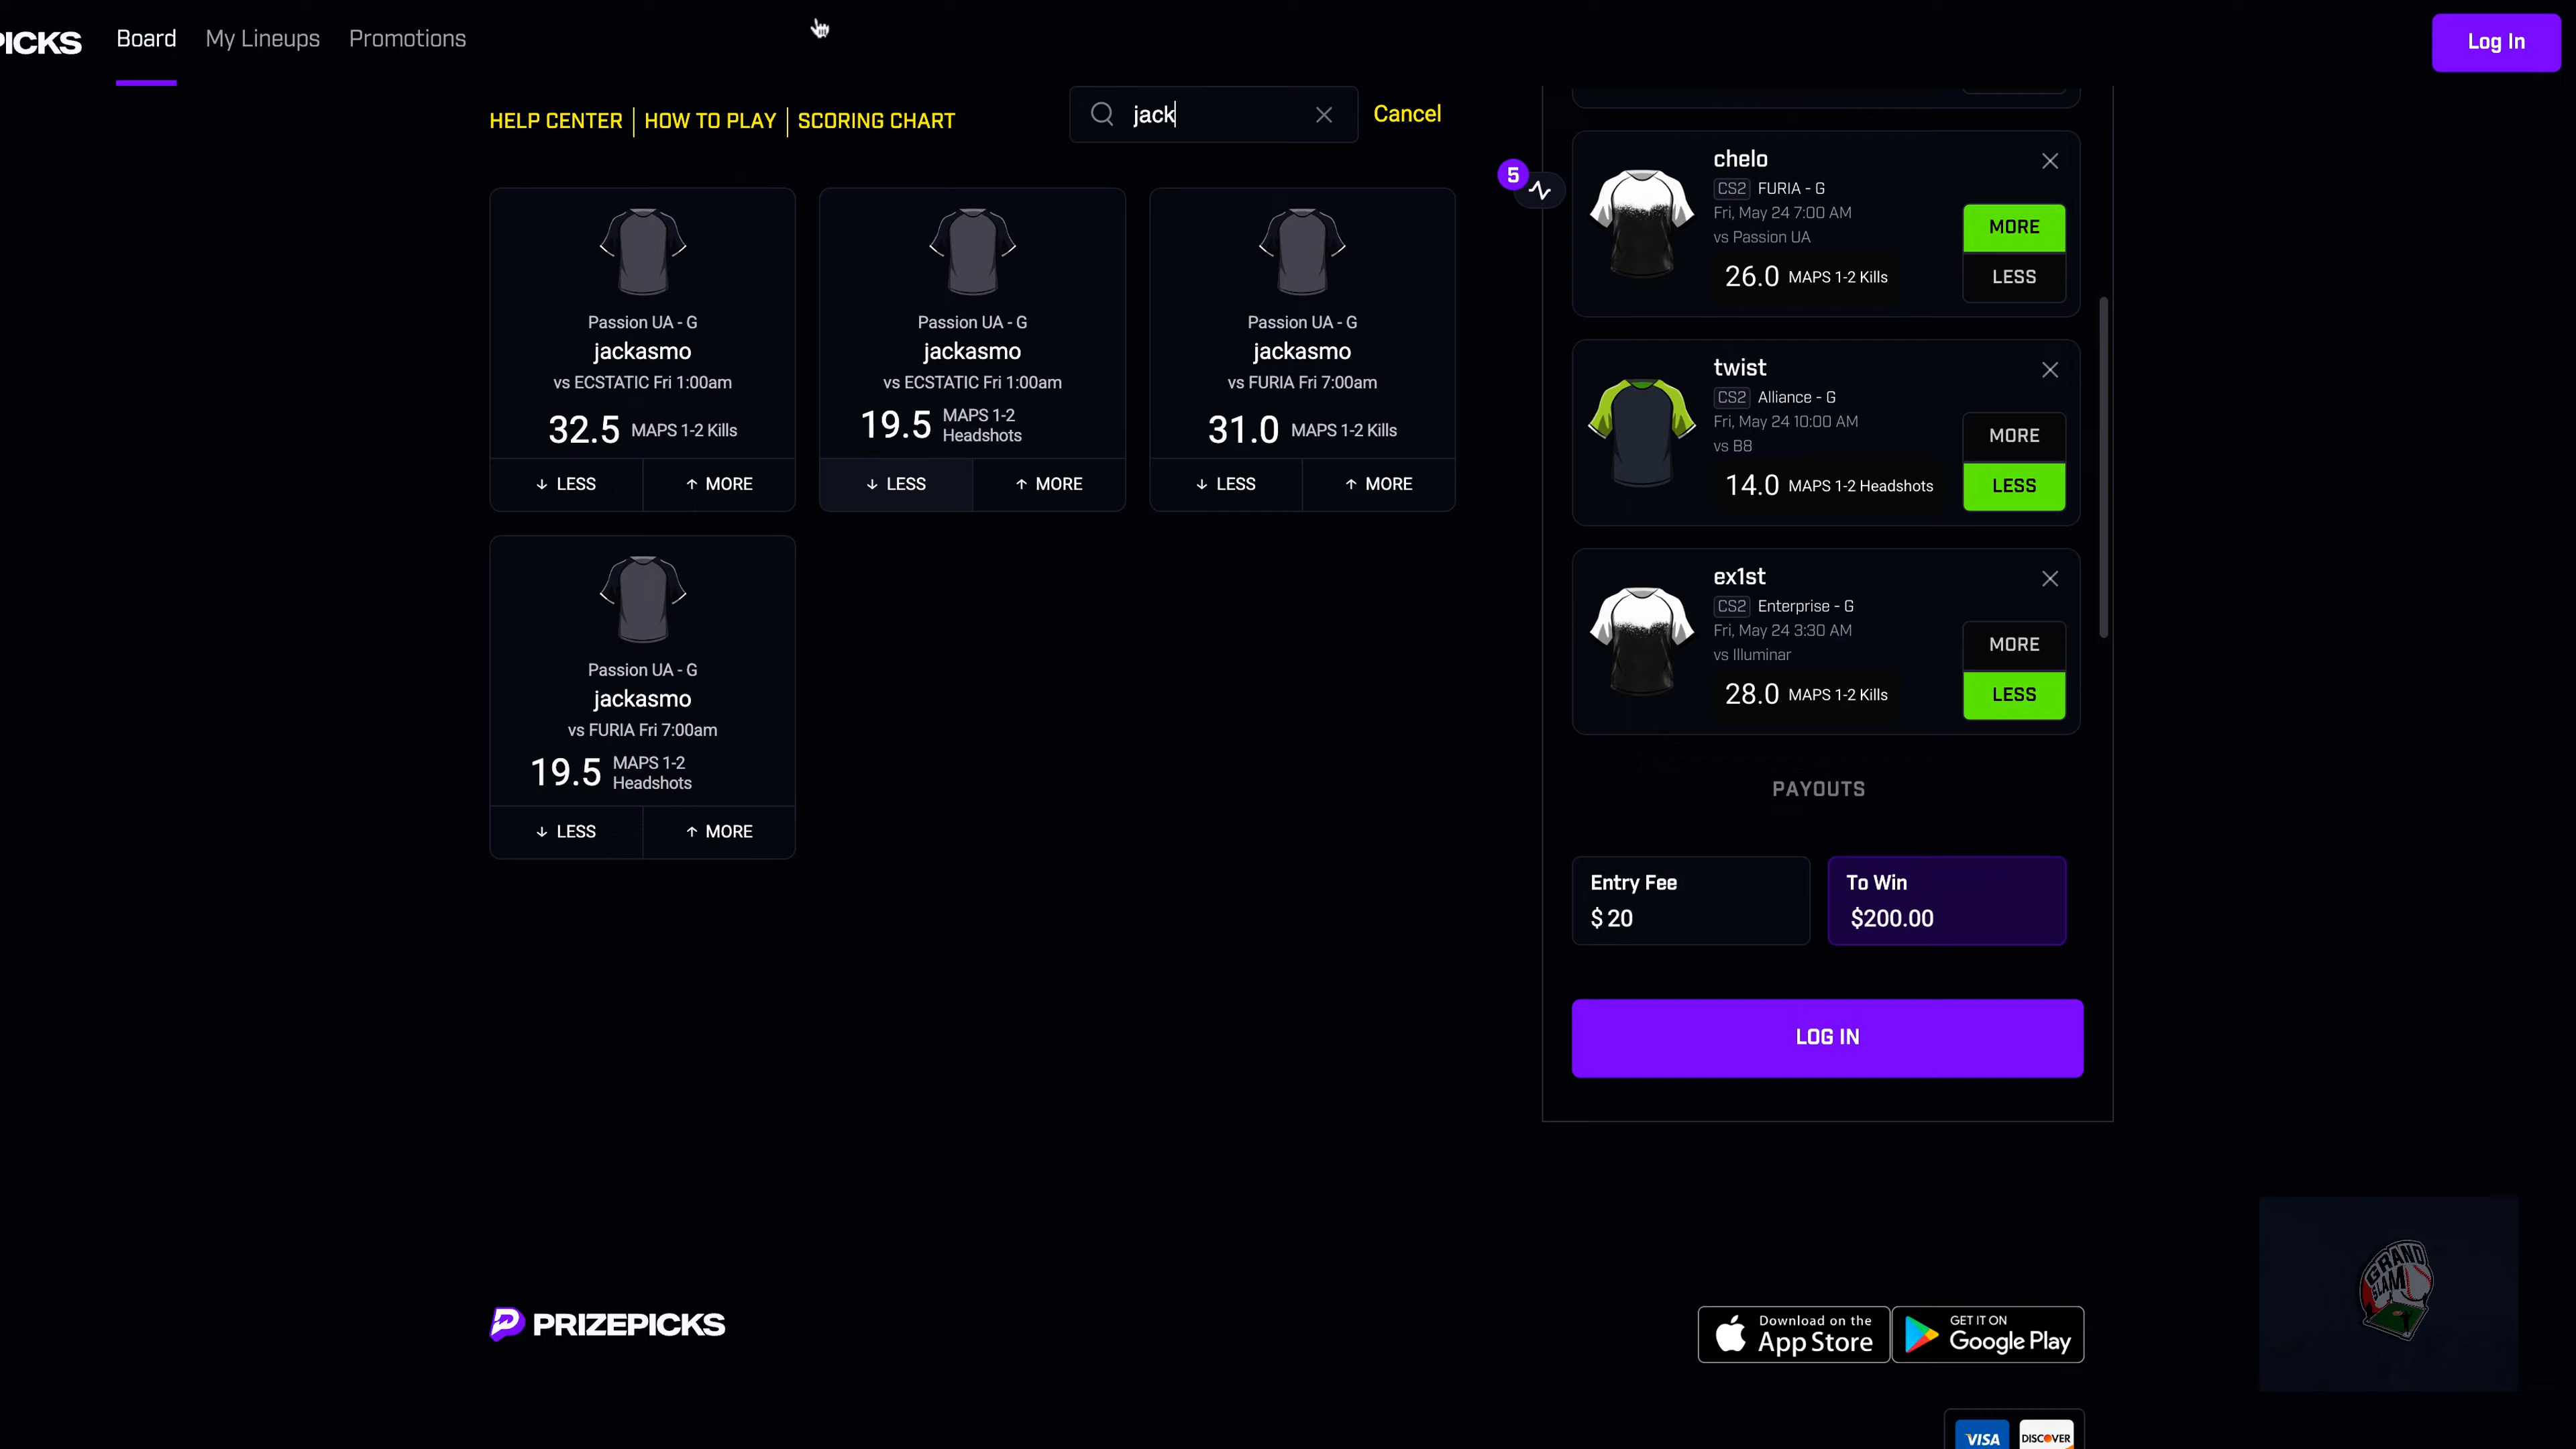 PICKS
Board
My Lineups
Promotions
Log In
HELP CENTER
HOW TO PLAY
SCORING CHART
jack
Cancel
Passion UA - G
jackasmo
vs ECSTATIC Fri 1:00am
32.5 MAPS 1-2 Kills
LESS
MORE
Passion UA - G
jackasmo
vs ECSTATIC Fri 1:00am
19.5 MAPS 1-2
Headshots
LESS
MORE
Passion UA - G
jackasmo
vs FURIA Fri 7:00am
31.0 MAPS 1-2 Kills
LESS
MORE
Passion UA - G
jackasmo
vs FURIA Fri 7:00am
19.5 MAPS 1-2
Headshots
LESS
MORE
5
chelo
CS2 FURIA - G
Fri, May 24 7:00 AM
vs Passion UA
26.0 MAPS 1-2 Kills
MORE
LESS
twist
CS2 Alliance - G
Fri, May 24 10:00 AM
vs B8
14.0 MAPS 1-2 Headshots
MORE
LESS
ex1st
CS2 Enterprise - G
Fri, May 24 3:30 AM
vs Illuminar
28.0 MAPS 1-2 Kills
MORE
LESS
PAYOUTS
Entry Fee
$ 20
To Win
$200.00
LOG IN
PRIZEPICKS
Download on the
App Store
GET IT ON
Google Play
GRAND
SLAM
VISA
DISCOVER